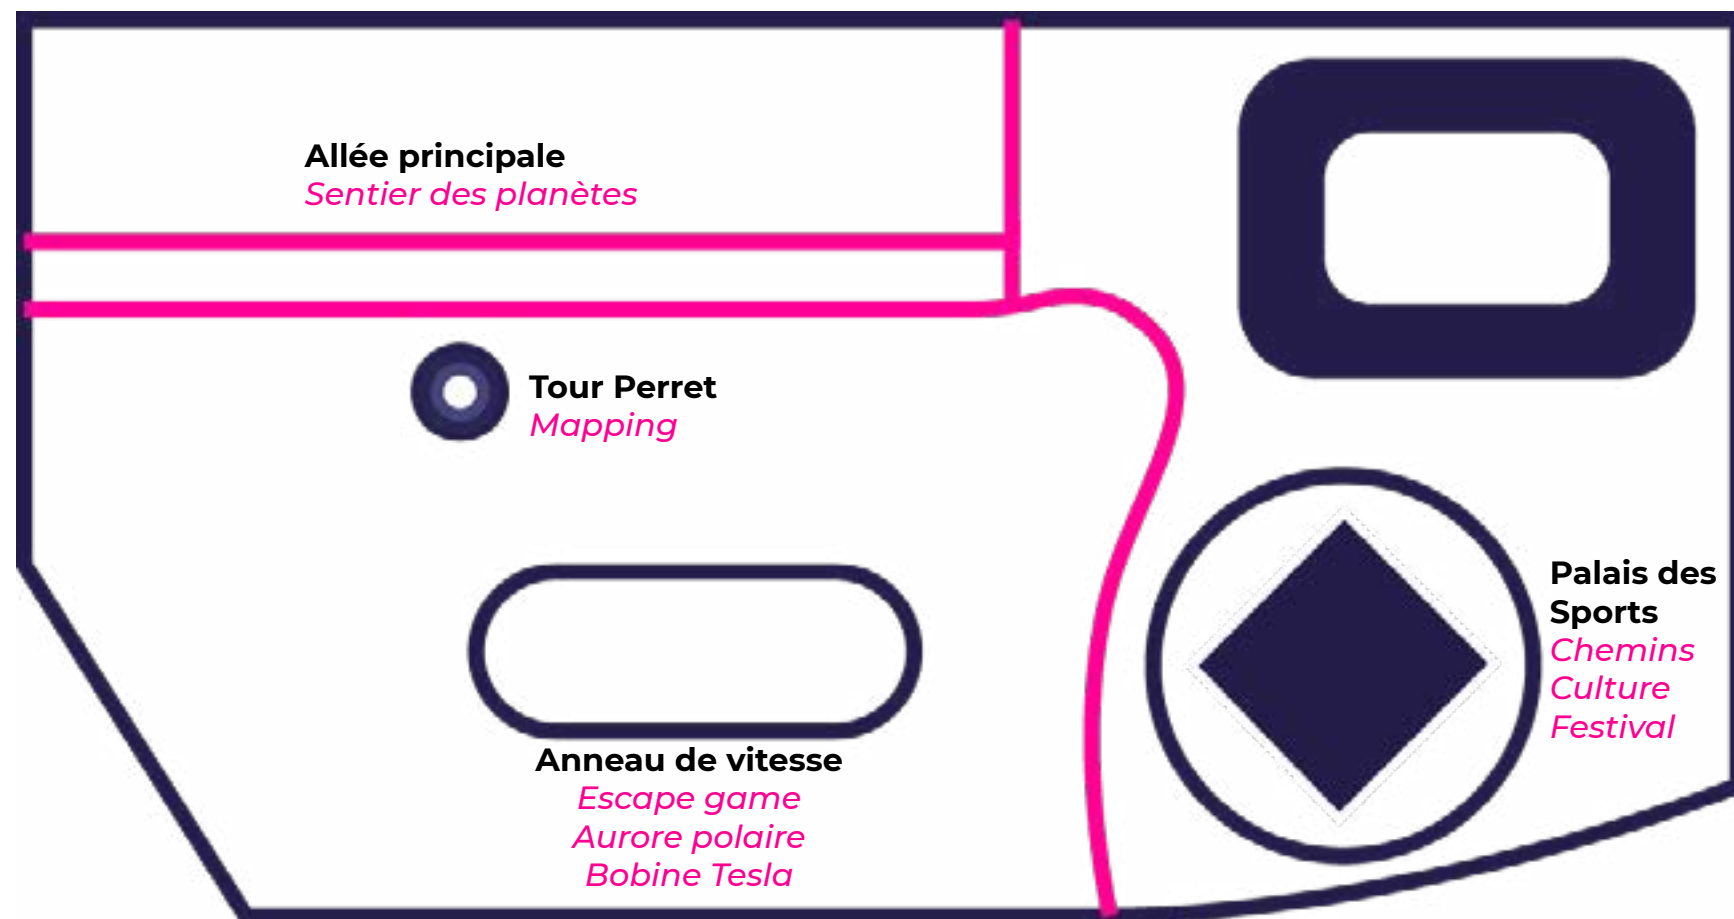 Allée principale
Sentier des planètes
Tour Perret
Mapping
Palais des
Sports
Chemins
Culture
Festival
Anneau de vitesse
Escape game
Aurore polaire
Bobine Tesla